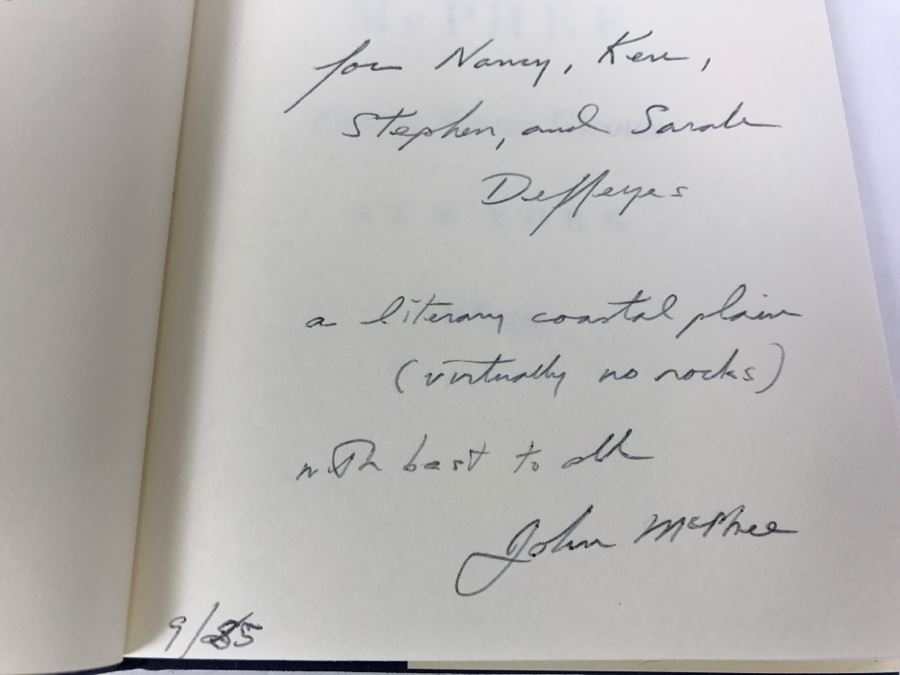 McPHEE
for Nancy, Ken,
Stephen, and Sarah
Deffeyes
a literary coastal plain
(virtually no rocks)
with best to all
John McPhee
9/85